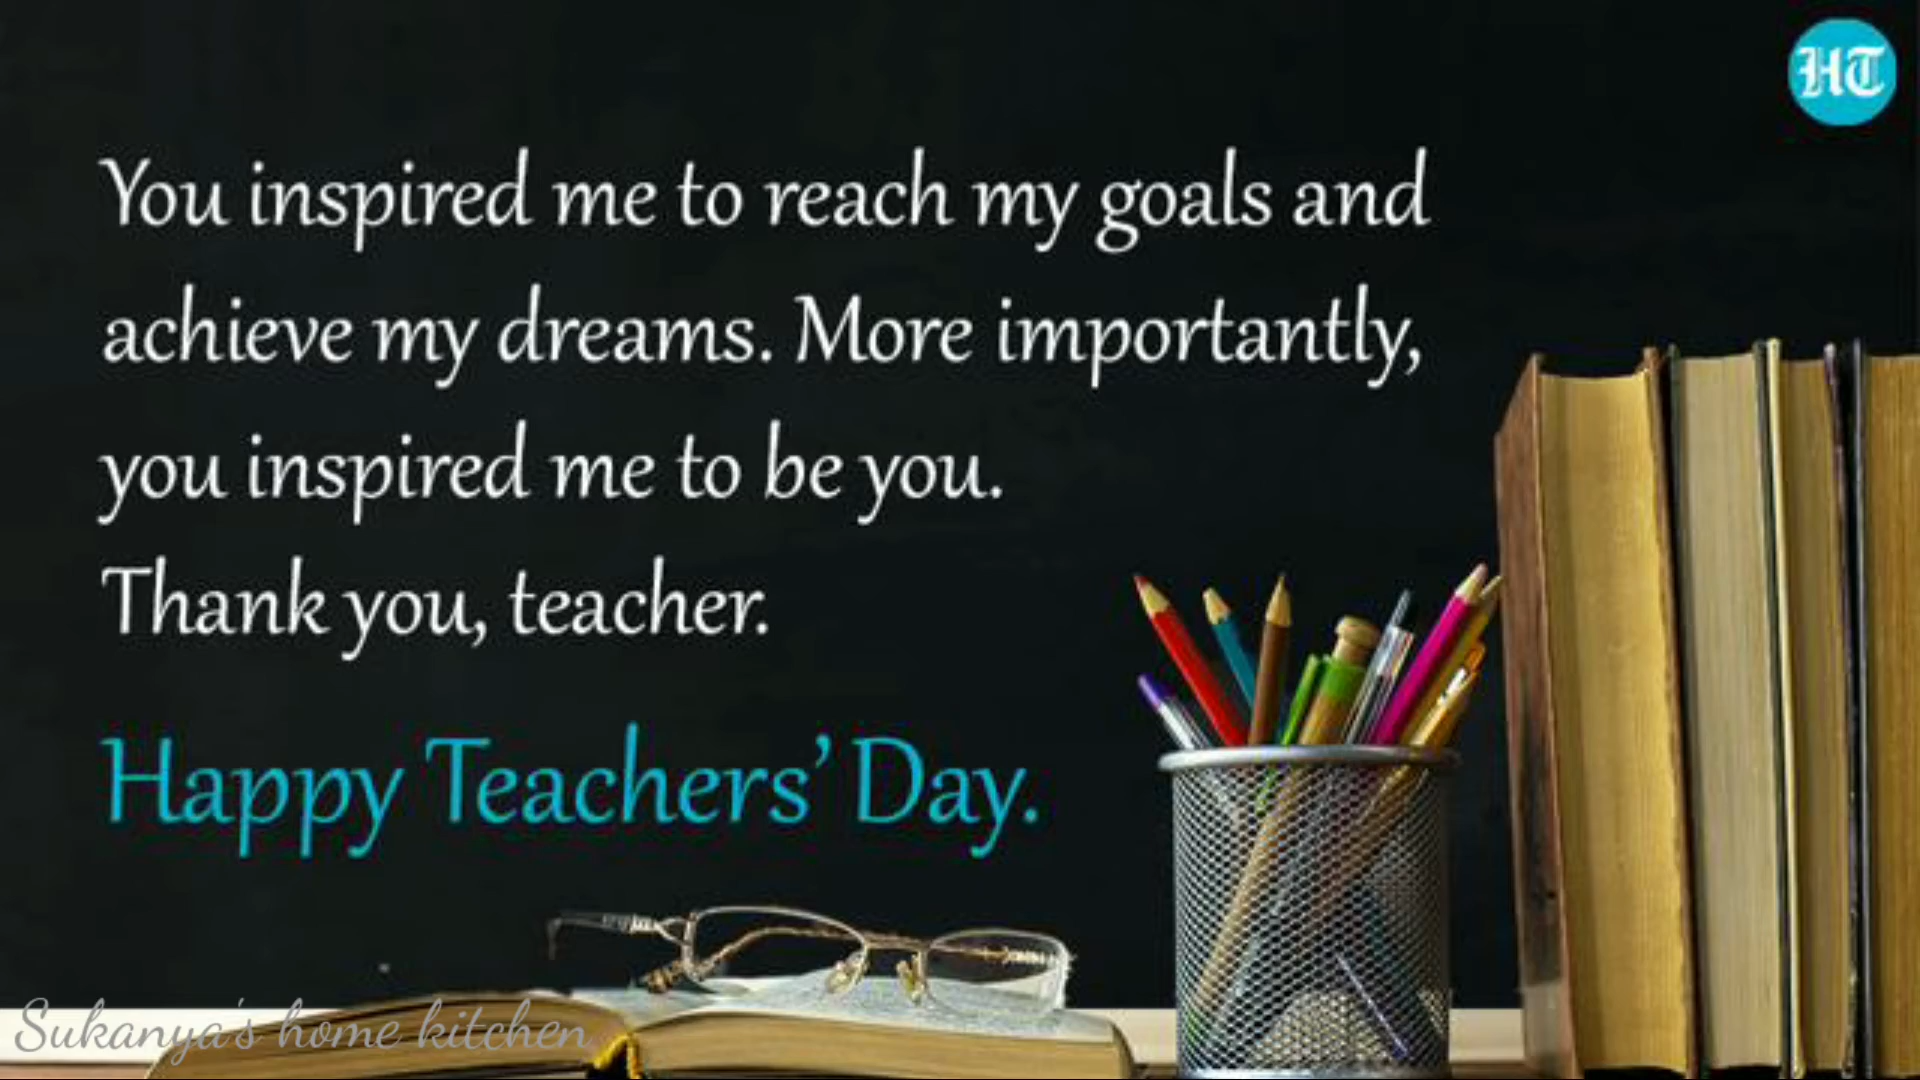 HT
You inspired me to reach my goals and
achieve my dreams. More importantly,
you inspired me to be you.
Thank you, teacher.
Happy Teachers’ Day.
Sukanya's home kitchen